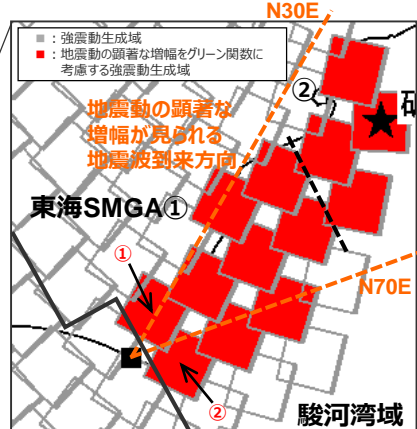 N30E
■：強震動生成域
■：地震動の顕著な増幅をグリーン関数に
考慮する強震動生成域
②
地震動の顕著な
増幅が見られる
地震波到来方向
東海SMGA①
①
N70E
②
駿河湾域